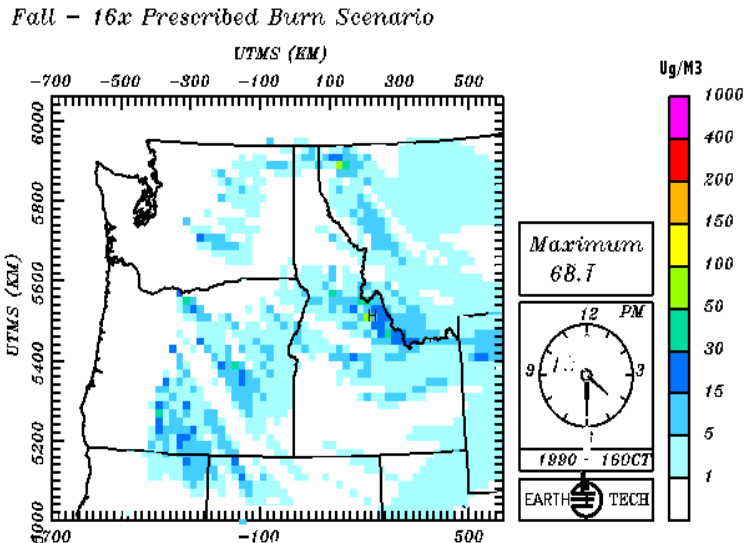 Fall - 16x Prescribed Burn Scenario
UTMS (KM)
-700 -500 -300 -100 100 300 500
Ug/M3
1000
400
200
150
100
50
30
15
5
1
UTMS (KM)
6000
5800
5600
5400
5200
-100 500
H
Maximum
68.7
12 PM
9 3
1990 - 16OCT
EARTH TECH